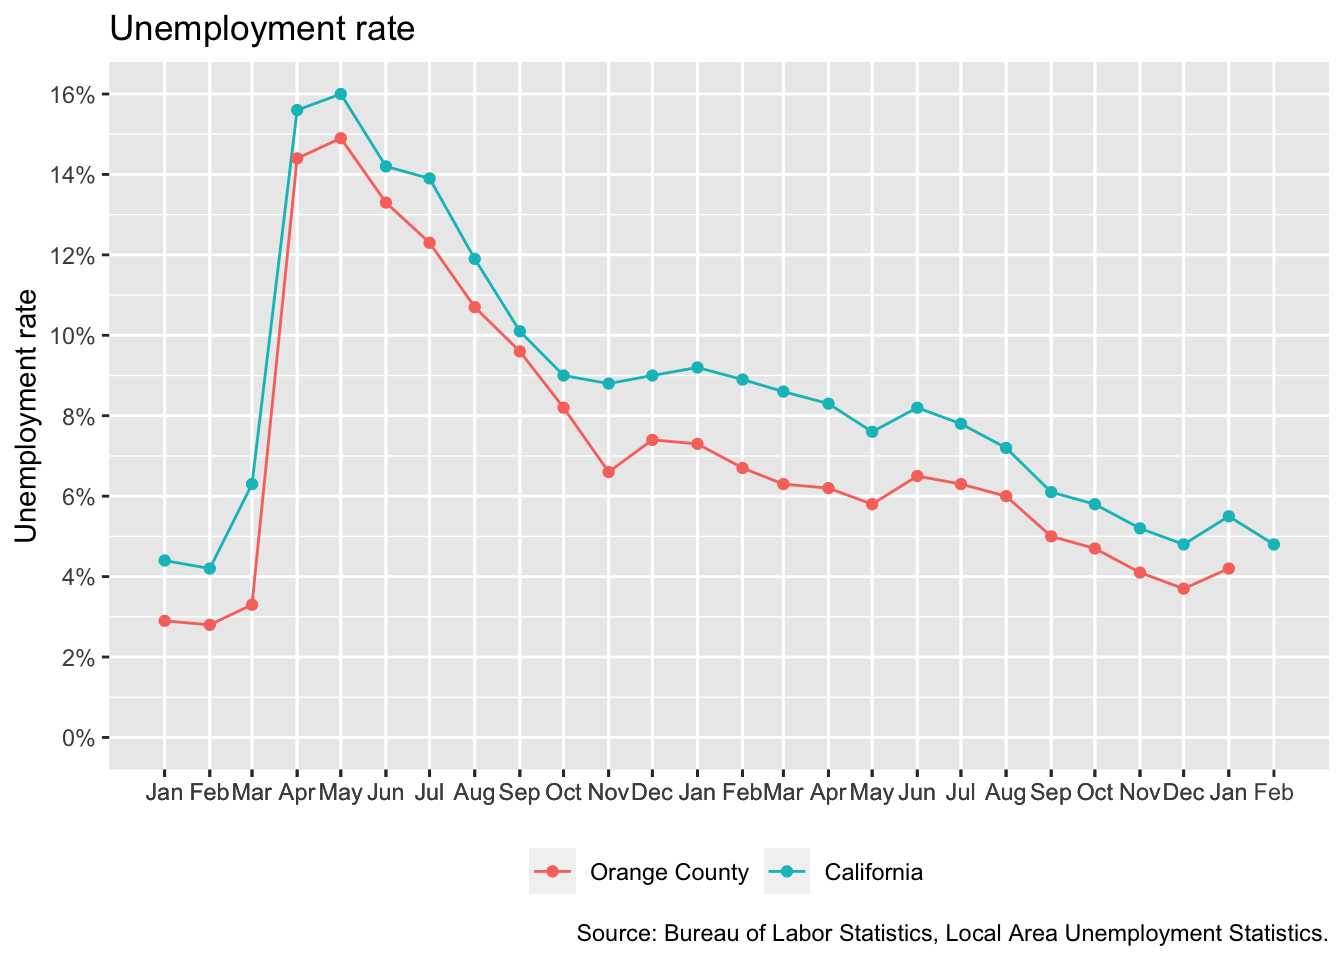 Unemployment rate
Unemployment rate
16%
14%
12%
10%
8%
6%
4%
2%
0%
Jan Feb Mar Apr May Jun Jul Aug Sep Oct Nov Dec Jan Feb Mar Apr May Jun Jul Aug Sep Oct Nov Dec Jan Feb
Orange County California
Source: Bureau of Labor Statistics, Local Area Unemployment Statistics.